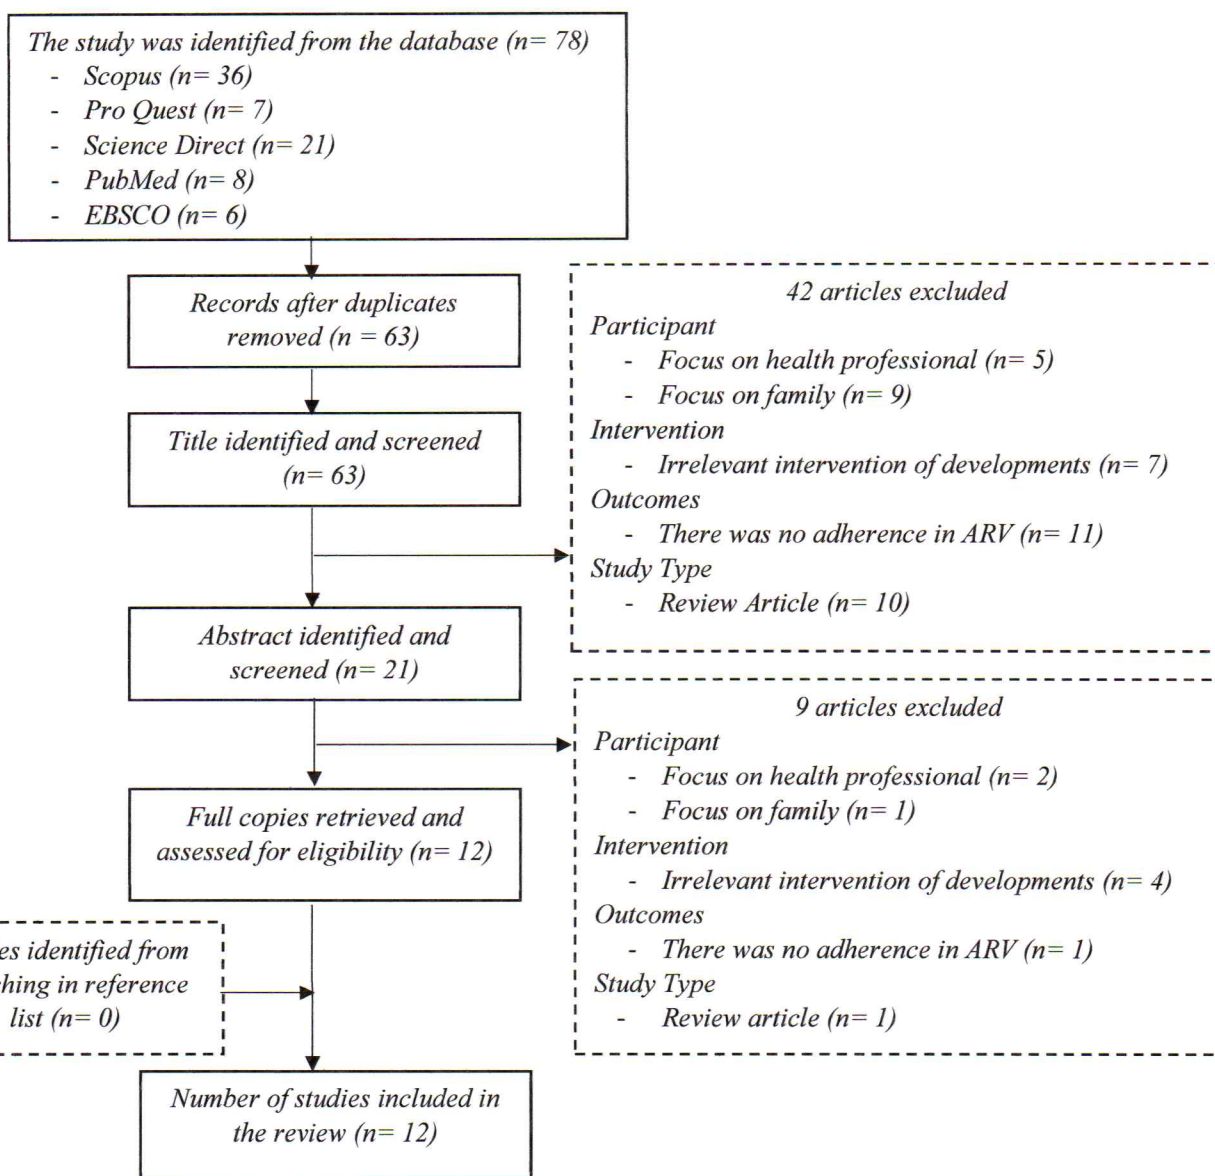 The study was identified from the database (n= 78)
- Scopus (n= 36)
- Pro Quest (n= 7)
- Science Direct (n= 21)
- PubMed (n= 8)
- EBSCO (n= 6)
Records after duplicates
removed (n = 63)
Title identified and screened
(n= 63)
42 articles excluded
Participant
- Focus on health professional (n= 5)
- Focus on family (n= 9)
Intervention
- Irrelevant intervention of developments (n= 7)
Outcomes
- There was no adherence in ARV (n= 11)
Study Type
- Review Article (n= 10)
Abstract identified and
screened (n= 21)
9 articles excluded
Participant
- Focus on health professional (n= 2)
- Focus on family (n= 1)
Intervention
- Irrelevant intervention of developments (n= 4)
Outcomes
- There was no adherence in ARV (n= 1)
Study Type
- Review article (n= 1)
Full copies retrieved and
assessed for eligibility (n= 12)
identified from
in reference
list (n= 0)
Number of studies included in
the review (n= 12)